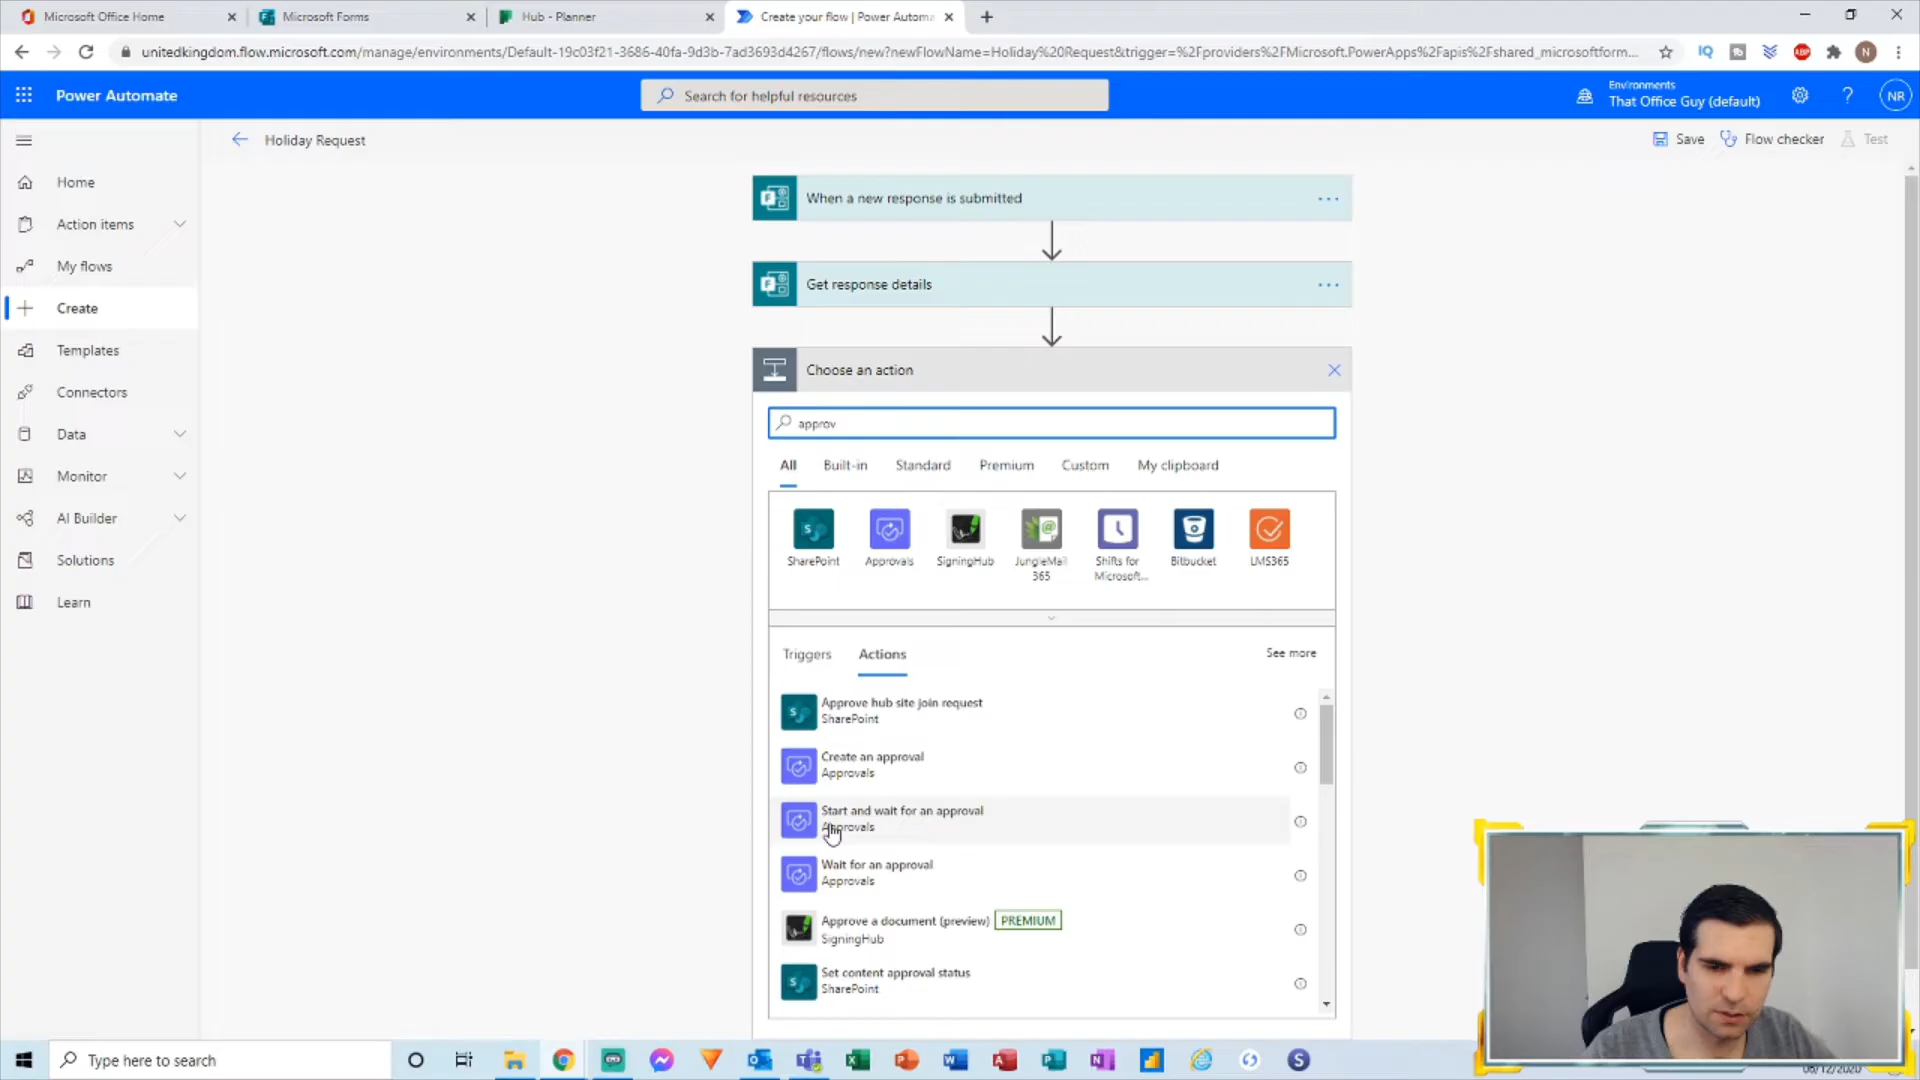 Microsoft Office Home
Microsoft Forms
Hub - Planner
Create your flow | Power Automa
unitedkingdom.flow.microsoft.com/manage/environments/Default-19c03f21-3686-40fa-9d3b-7ad3693d4267/flows/new?newFlowName=Holiday%20Request&trigger=%2Fproviders%2FMicrosoft.PowerApps%2Fapis%2Fshared_microsoftform...
IQ
ABP
N
Power Automate
Search for helpful resources
Environments
That Office Guy (default)
?
NR
Holiday Request
Save
Flow checker
Test
Home
Action items
My flows
Create
Templates
Connectors
Data
Monitor
AI Builder
Solutions
Learn
When a new response is submitted
Get response details
Choose an action
approv
All
Built-in
Standard
Premium
Custom
My clipboard
SharePoint
Approvals
SigningHub
JungleMail 365
Shifts for Microsoft...
Bitbucket
LMS365
Triggers
Actions
See more
Approve hub site join request
SharePoint
Create an approval
Approvals
Start and wait for an approval
Approvals
Wait for an approval
Approvals
Approve a document (preview) PREMIUM
SigningHub
Set content approval status
SharePoint
Type here to search